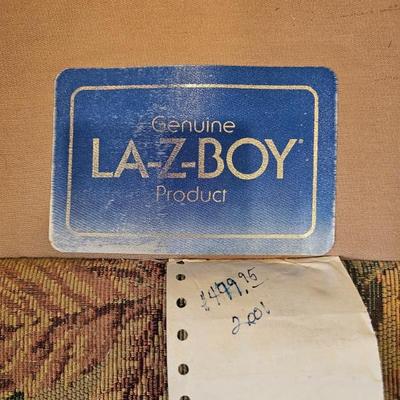 Genuine
LA-Z-BOY®
Product
$499.95
2001